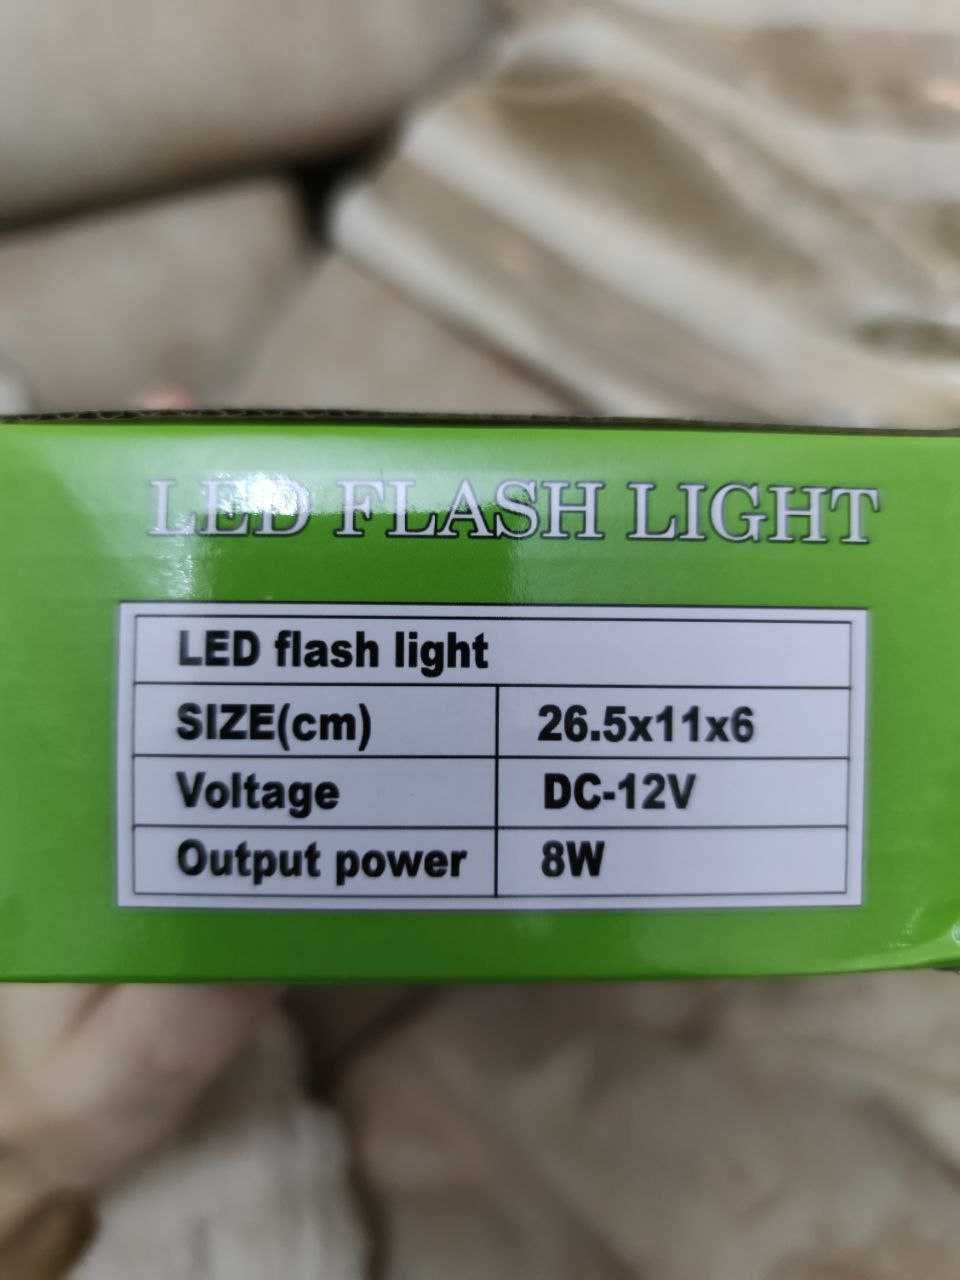 LED FLASH LIGHT
LED flash light
SIZE(cm) 26.5x11x6
Voltage DC-12V
Output power 8W